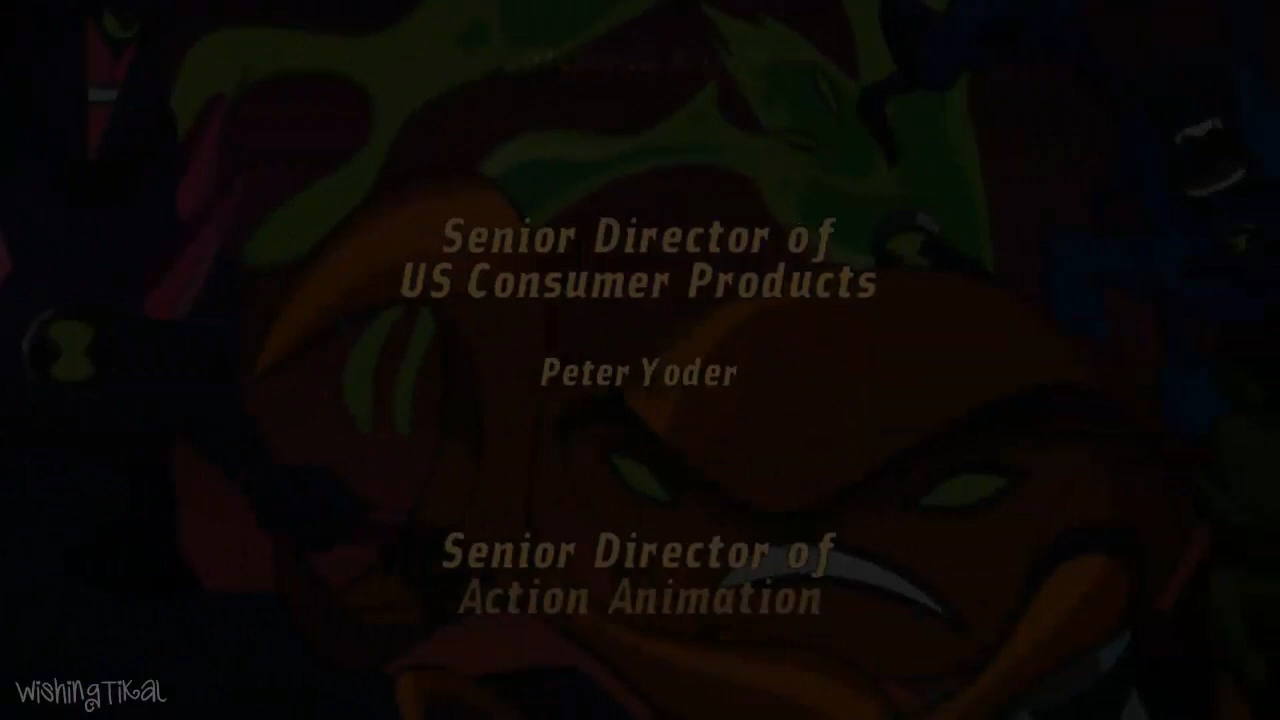 Senior Director of
US Consumer Products
Peter Yoder
Senior Director of
Action Animation
WishingTikal